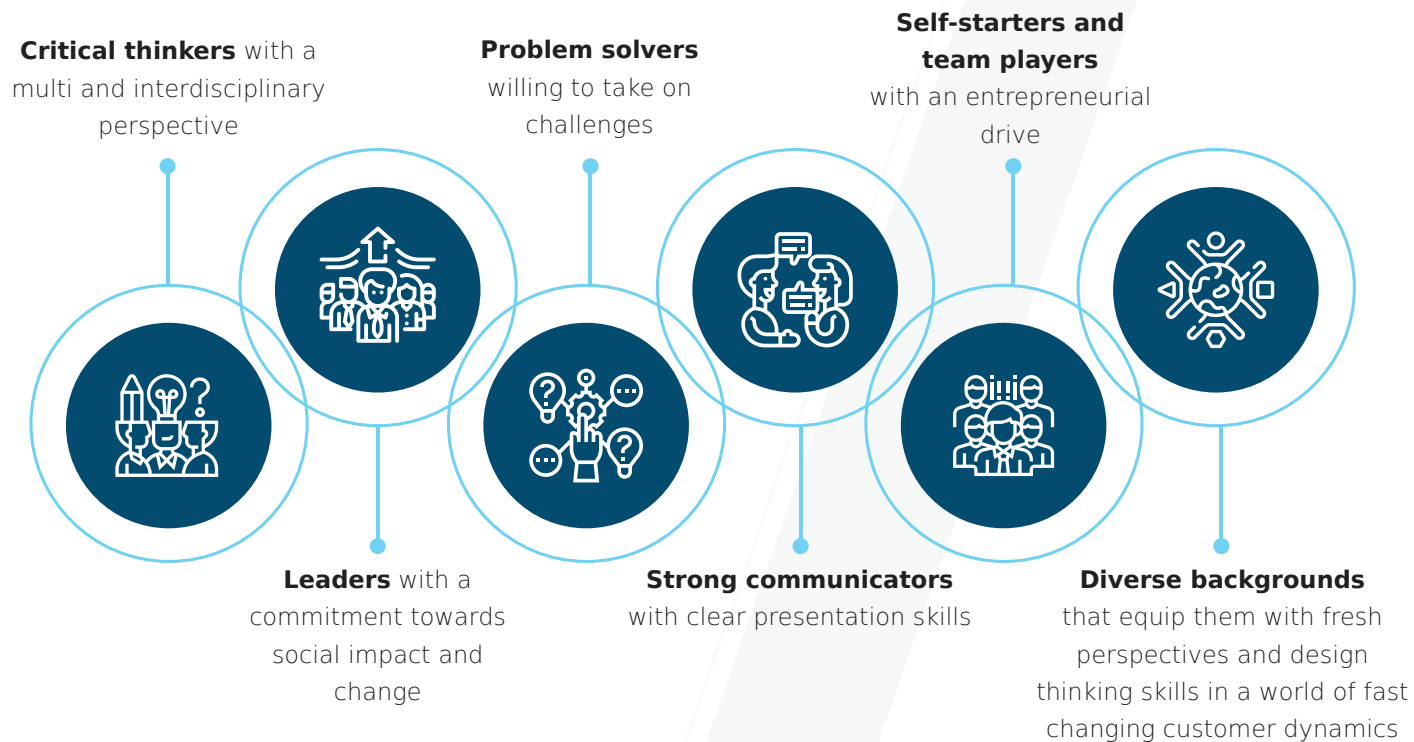 Critical thinkers with a
multi and interdisciplinary
perspective
Leaders with a
commitment towards
social impact and
change
Problem solvers
willing to take on
challenges
Strong communicators
with clear presentation skills
Self-starters and
team players
with an entrepreneurial
drive
Diverse backgrounds
that equip them with fresh
perspectives and design
thinking skills in a world of fast
changing customer dynamics